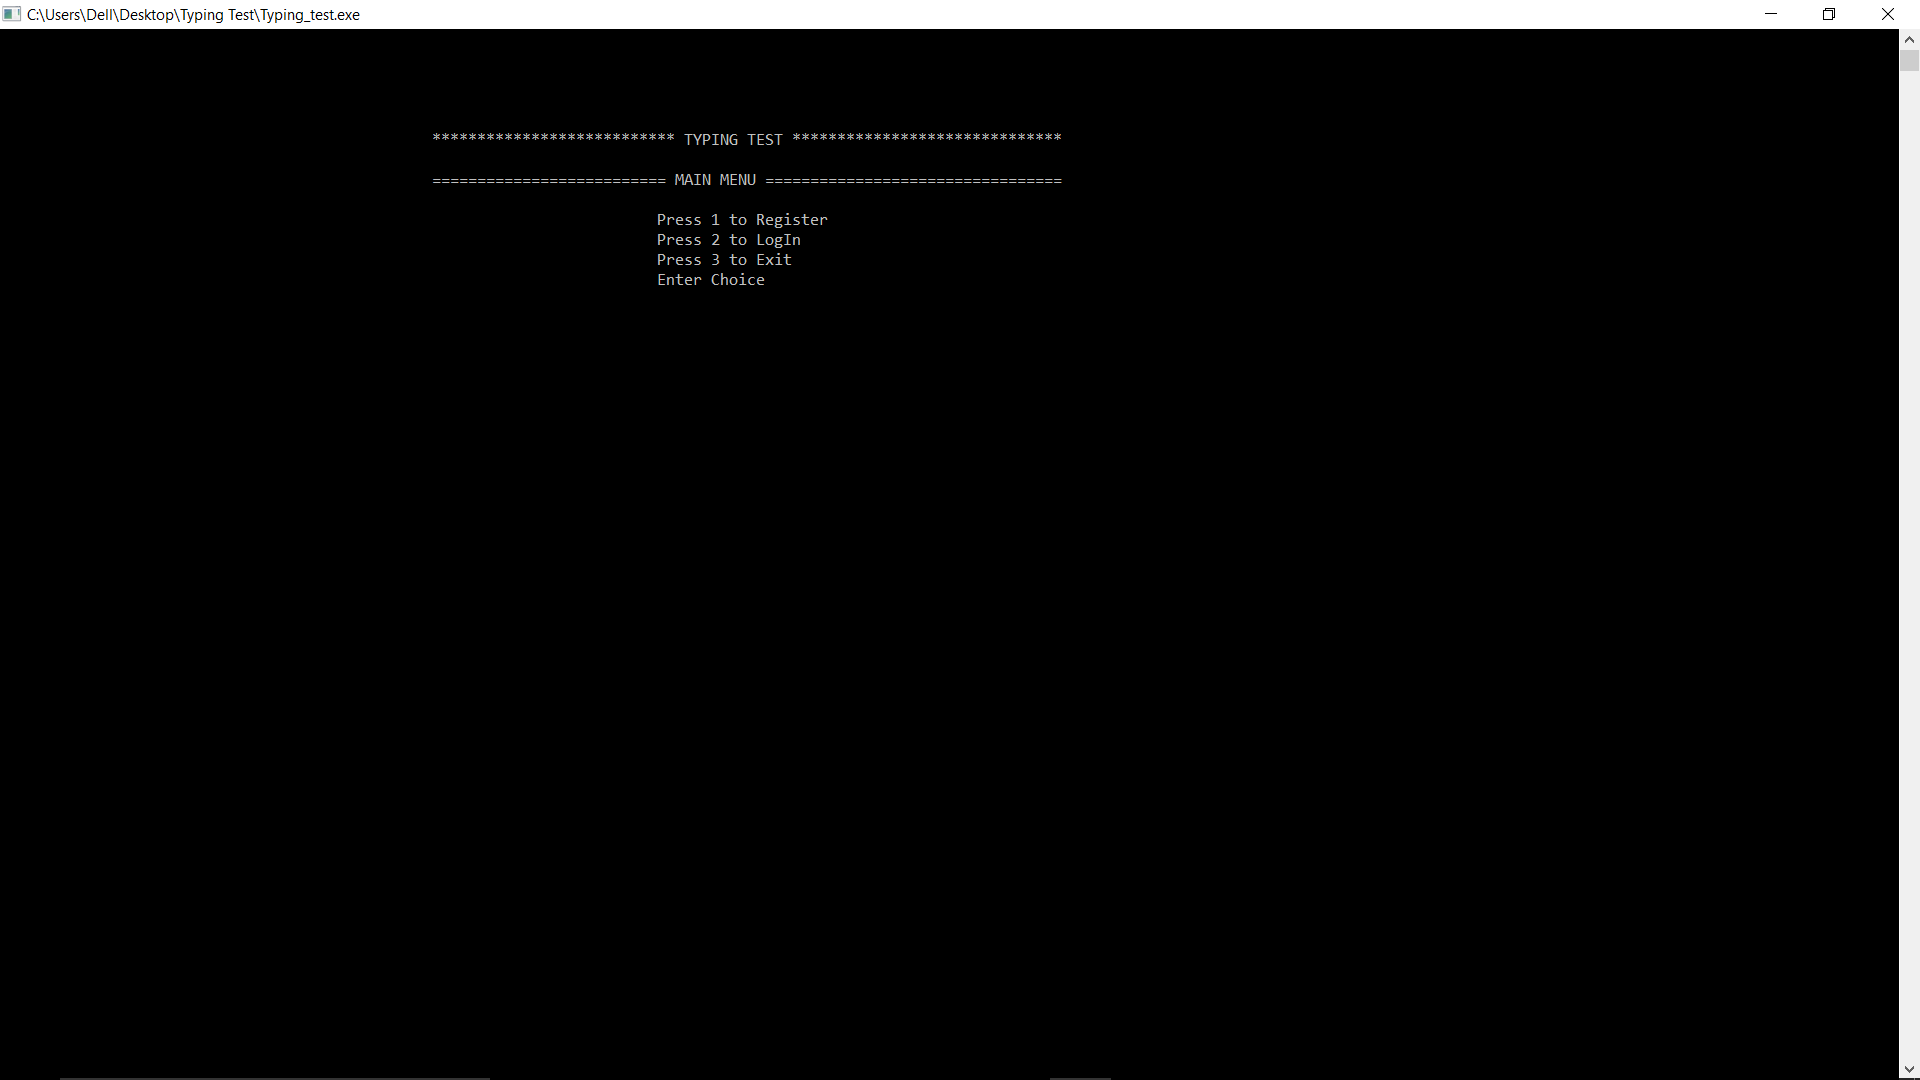 C:\Users\Dell\Desktop\Typing Test\Typing_test.exe
*************************** TYPING TEST ******************************
========================== MAIN MENU =================================
Press 1 to Register
Press 2 to LogIn
Press 3 to Exit
Enter Choice